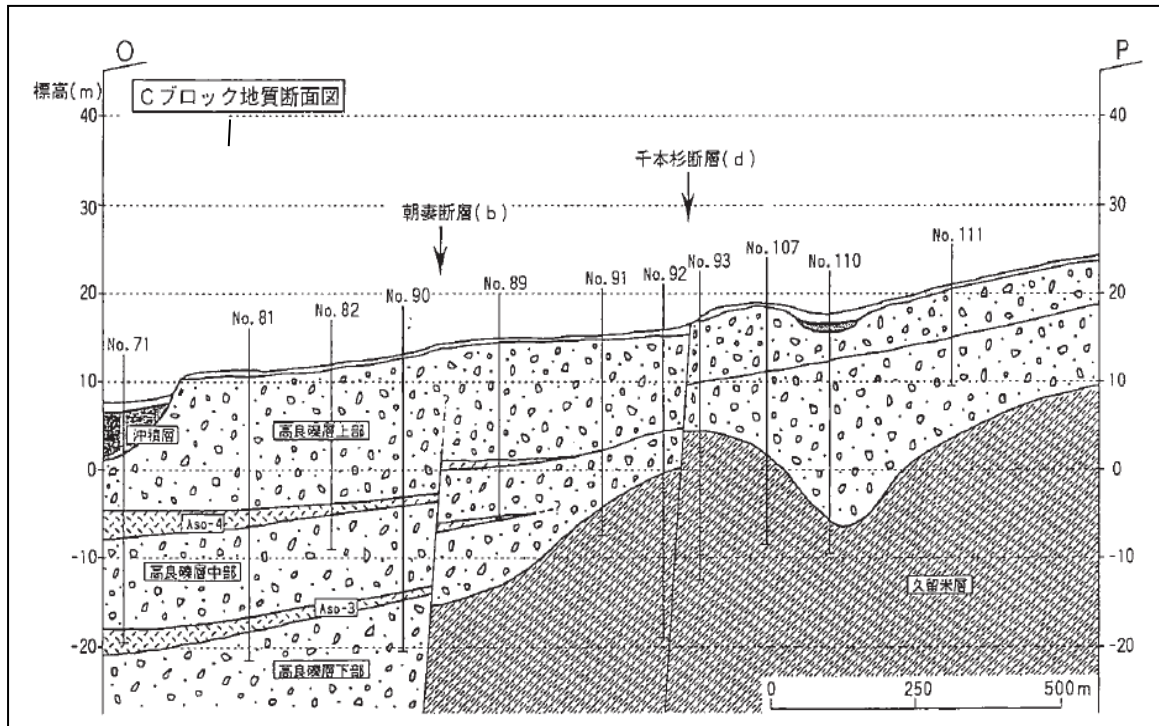 O
P
標高(m)
Cブロック地質断面図
40
40
千本杉断層(d)
30
30
朝妻断層(b)
No. 111
No. 107
No. 93
No. 110
No. 92
No. 91
No. 89
No. 90
20
20
No. 82
No. 81
No. 71
10
10
?
高良礫層上部
沖積層
0
0
Aso-4
?
-10
-10
高良礫層中部
久留米層
Aso-3
-20
-20
高良礫層下部
0
250
500m